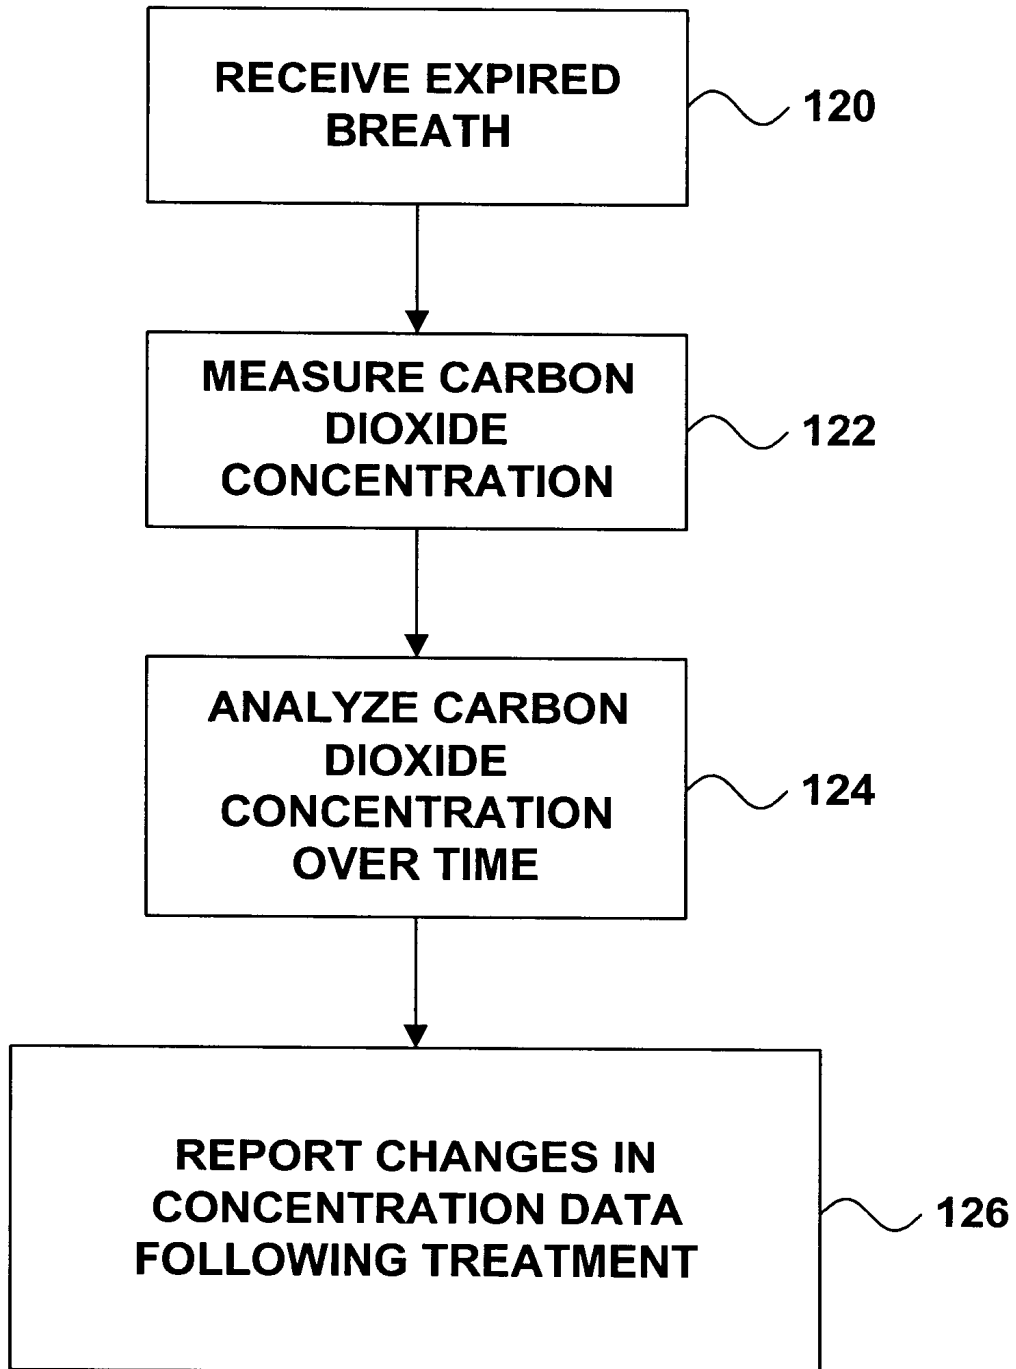 RECEIVE EXPIRED
BREATH
120
MEASURE CARBON
DIOXIDE
CONCENTRATION
122
ANALYZE CARBON
DIOXIDE
CONCENTRATION
OVER TIME
124
REPORT CHANGES IN
CONCENTRATION DATA
FOLLOWING TREATMENT
126